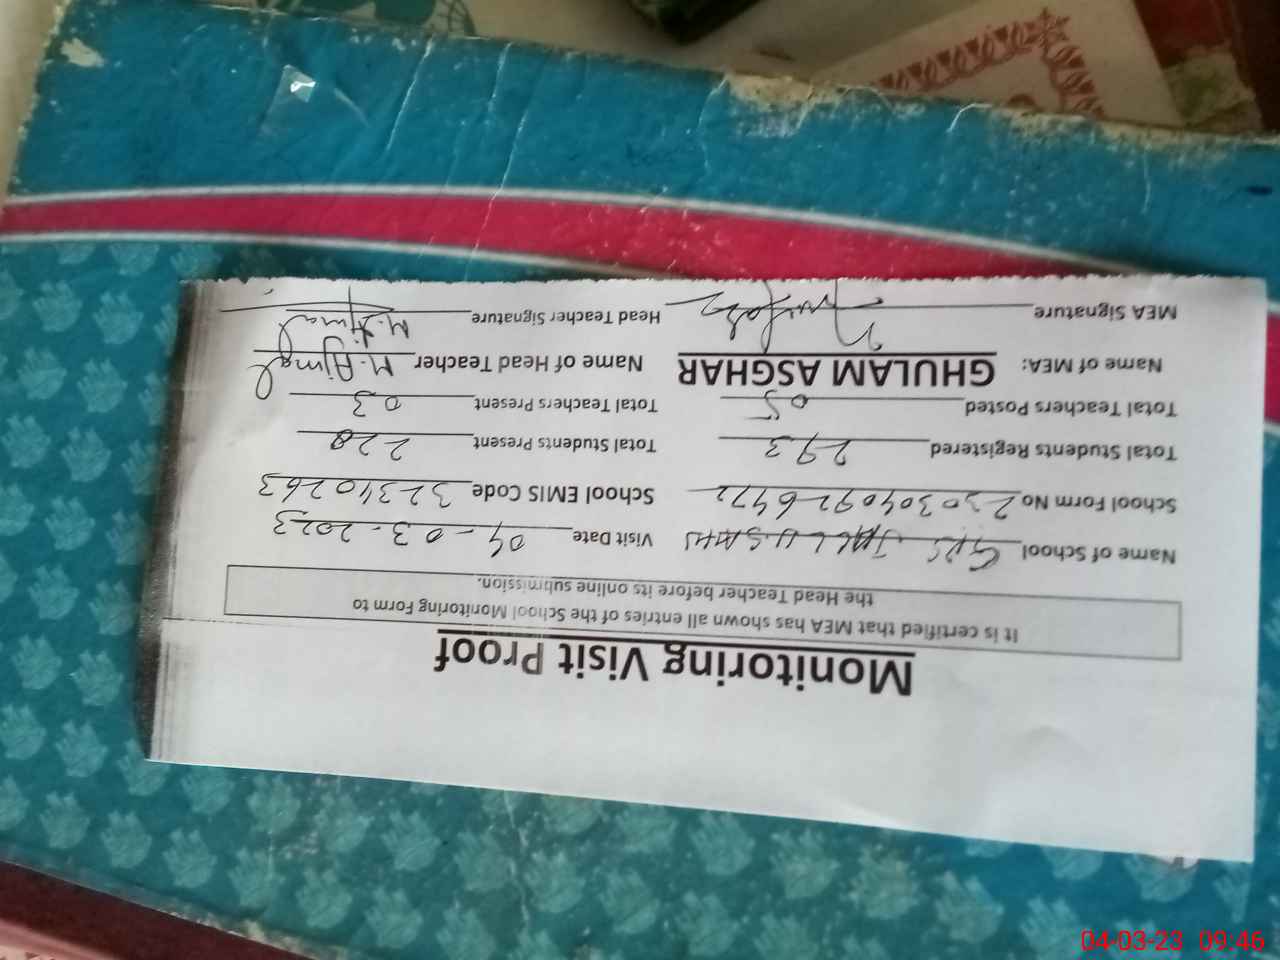 Monitoring Visit Proof
It is certified that MEA has shown all entries of the School Monitoring Form to
the Head Teacher before its online submission.
Name of School GPS Visit Date 04-03-2023
School Form No 2303040926472 School EMIS Code 32340263
Total Students Registered 293 Total Students Present 220
Total Teachers Posted 05 Total Teachers Present 03
Name of MEA: GHULAM ASGHAR Name of Head Teacher M. Ajmal
MEA Signature Head Teacher Signature M. Ajmal
04-03-23 09:46